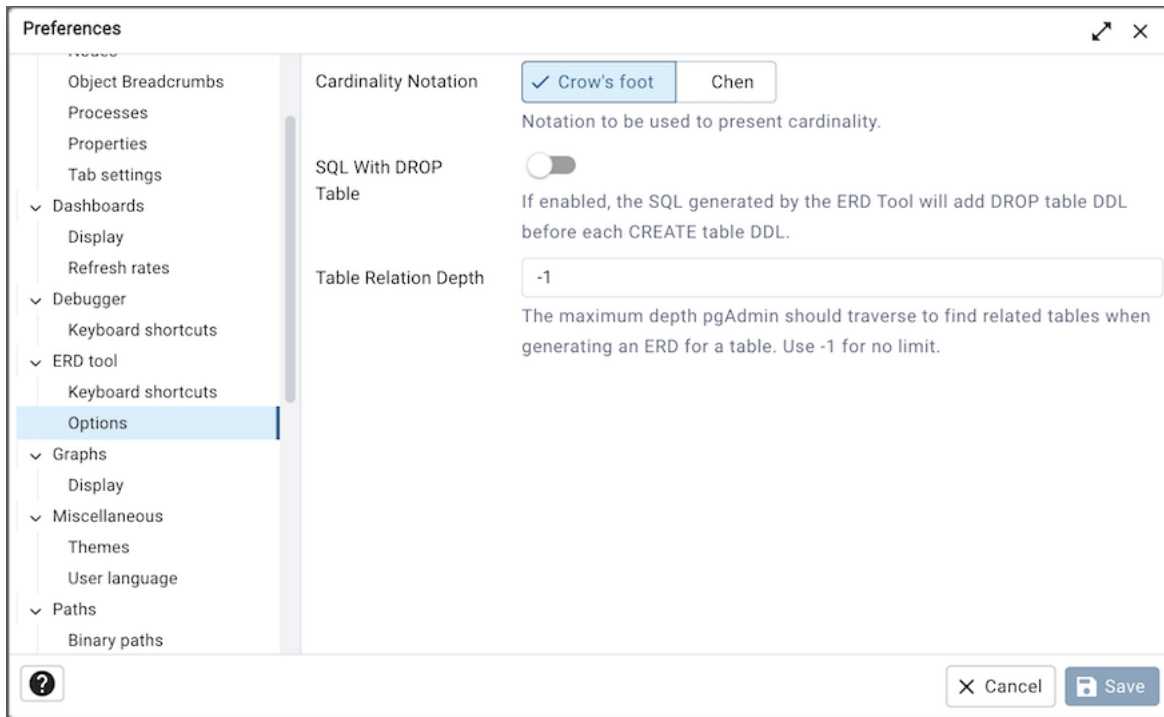 Preferences
Object Breadcrumbs
Processes
Properties
Tab settings
Dashboards
Display
Refresh rates
Debugger
Keyboard shortcuts
ERD tool
Keyboard shortcuts
Options
Graphs
Display
Miscellaneous
Themes
User language
Paths
Binary paths
Cardinality Notation
Crow's foot
Chen
Notation to be used to present cardinality.
SQL With DROP
Table
If enabled, the SQL generated by the ERD Tool will add DROP table DDL
before each CREATE table DDL.
Table Relation Depth
-1
The maximum depth pgAdmin should traverse to find related tables when
generating an ERD for a table. Use -1 for no limit.
Cancel
Save